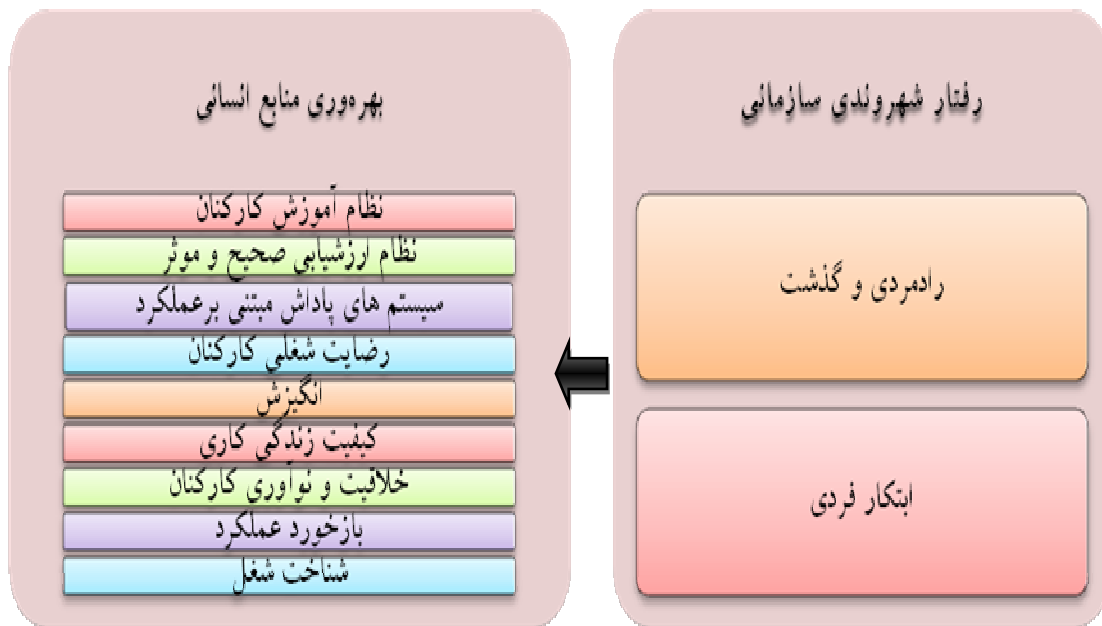 رفتار شهروندی سازمانی
رادمردی و گذشت
ابتکار فردی
بهره‌وری منابع انسانی
نظام آموزش کارکنان
نظام ارزشیابی صحیح و موثر
سیستم های پاداش مبتنی برعملکرد
رضایت شغلی کارکنان
انگیزش
کیفیت زندگی کاری
خلاقیت و نوآوری کارکنان
بازخورد عملکرد
شناخت شغل